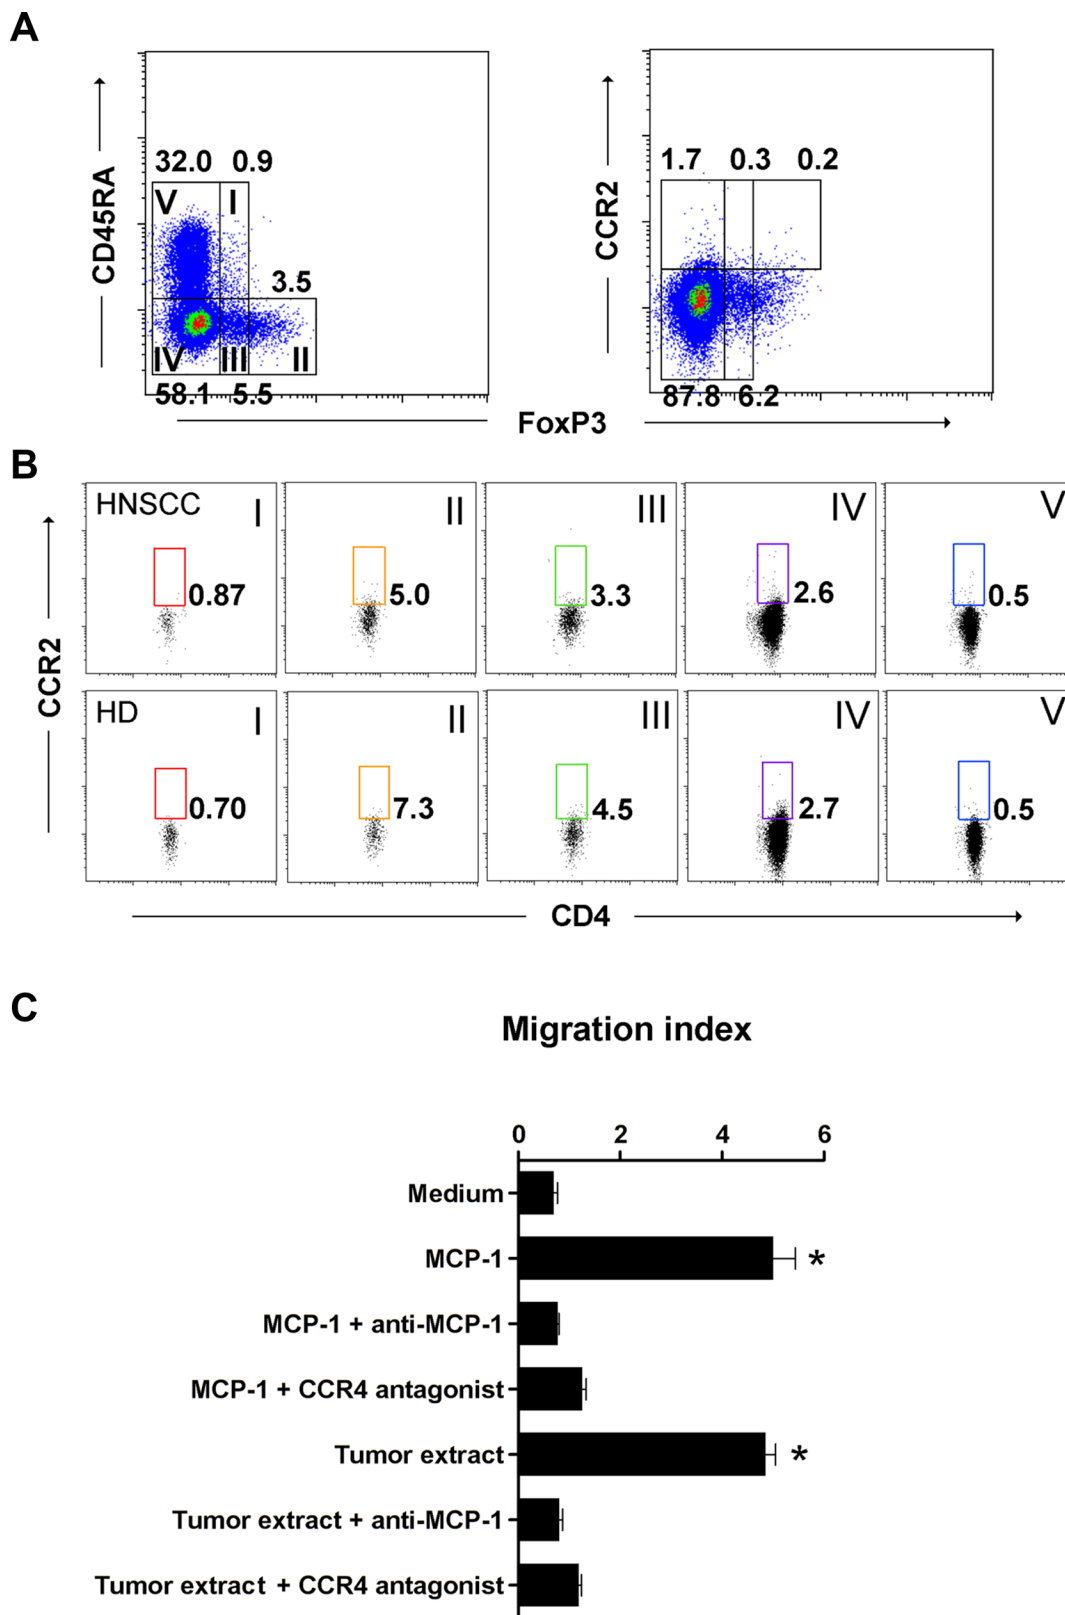 A
CD45RA
32.0 0.9
V I
3.5
IV III II
58.1 5.5
CCR2
1.7 0.3 0.2
87.8 6.2
FoxP3
B
CCR2
HNSCC I II III IV V
0.87 5.0 3.3 2.6 0.5
HD I II III IV V
0.70 7.3 4.5 2.7 0.5
CD4
C
Migration index
0 2 4 6
Medium
MCP-1 *
MCP-1 + anti-MCP-1
MCP-1 + CCR4 antagonist
Tumor extract *
Tumor extract + anti-MCP-1
Tumor extract + CCR4 antagonist